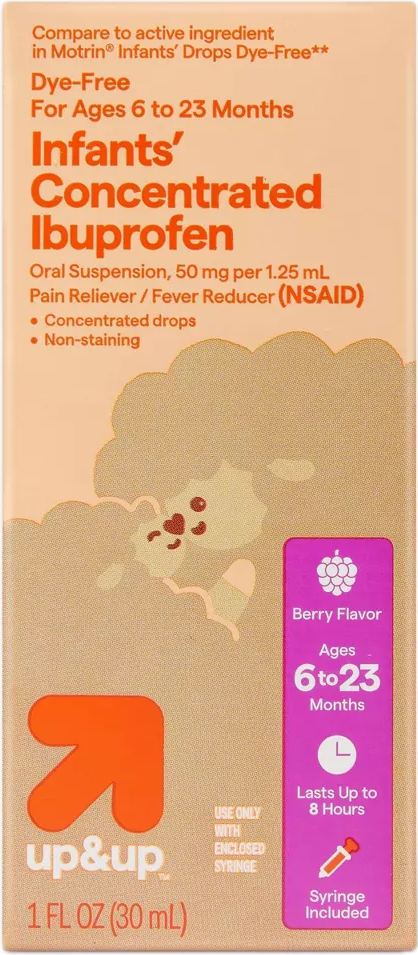 Compare to active ingredient
in Motrin® Infants' Drops Dye-Free**
Dye-Free
For Ages 6 to 23 Months
Infants'
Concentrated
Ibuprofen
Oral Suspension, 50 mg per 1.25 mL
Pain Reliever / Fever Reducer (NSAID)
• Concentrated drops
• Non-staining
Berry Flavor
Ages
6 to 23
Months
Lasts Up to
8 Hours
Syringe
Included
USE ONLY
WITH
ENCLOSED
SYRINGE
up&up™
1 FL OZ (30 mL)